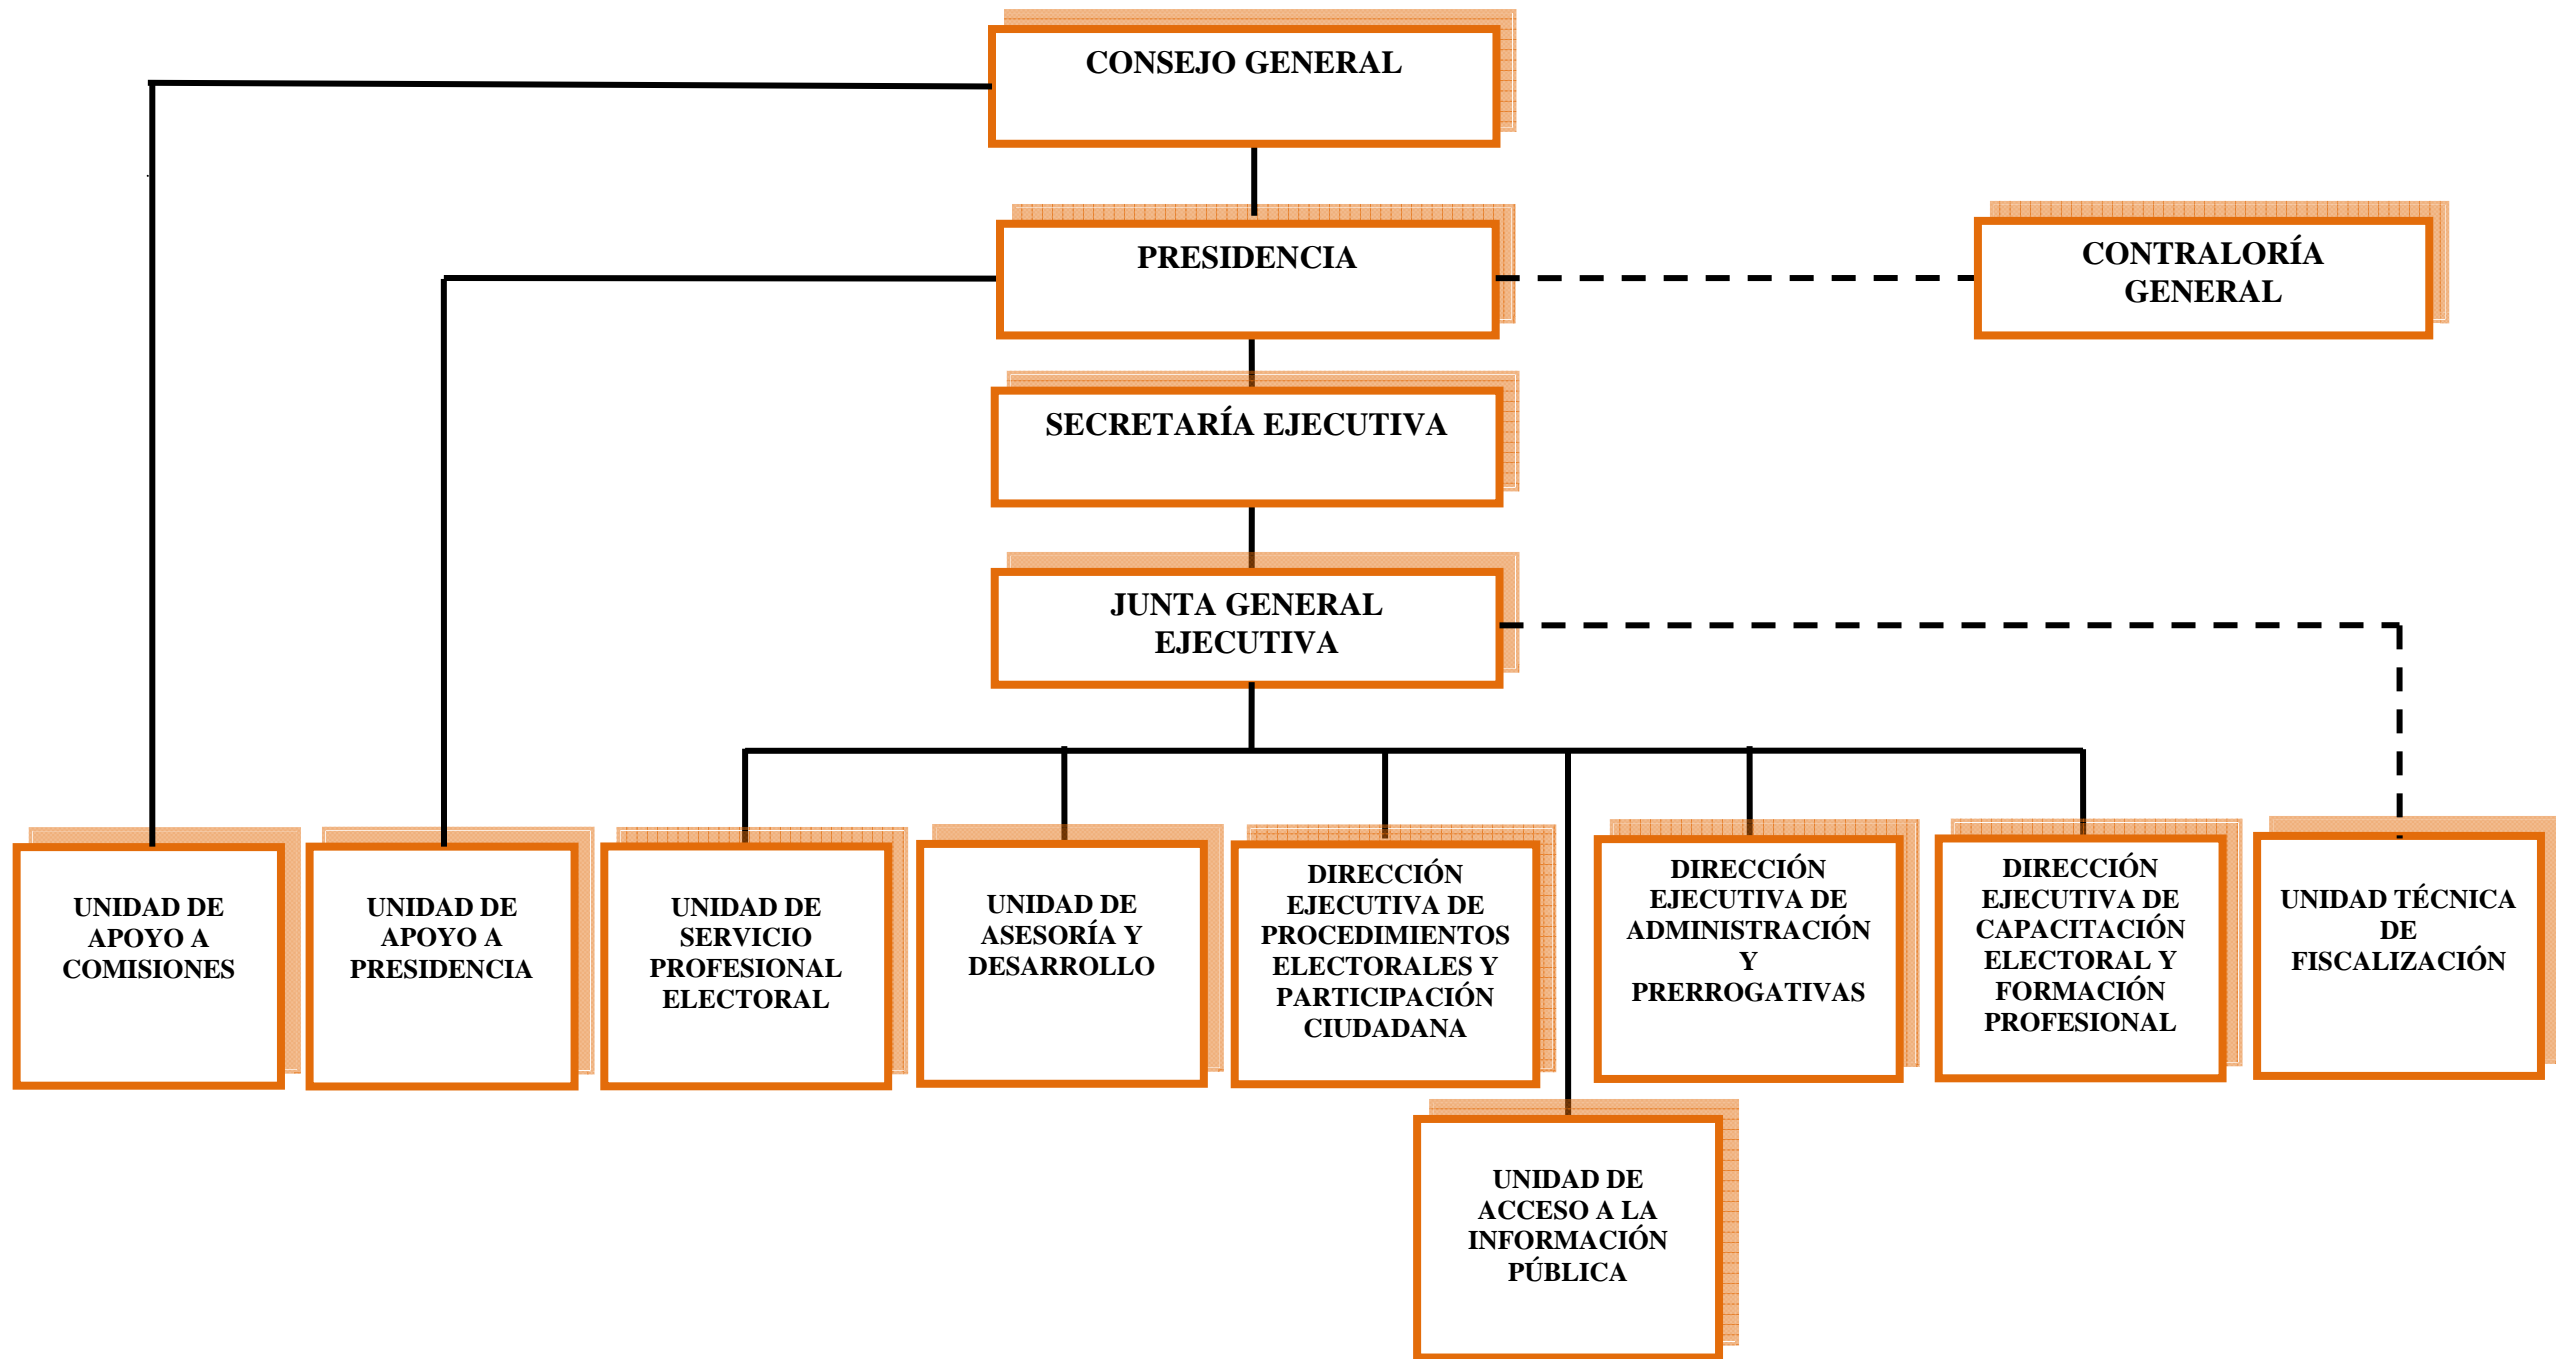 CONSEJO GENERAL
PRESIDENCIA
CONTRALORÍA
GENERAL
SECRETARÍA EJECUTIVA
JUNTA GENERAL
EJECUTIVA
UNIDAD DE
APOYO A
COMISIONES
UNIDAD DE
APOYO A
PRESIDENCIA
UNIDAD DE
SERVICIO
PROFESIONAL
ELECTORAL
UNIDAD DE
ASESORÍA Y
DESARROLLO
DIRECCIÓN
EJECUTIVA DE
PROCEDIMIENTOS
ELECTORALES Y
PARTICIPACIÓN
CIUDADANA
DIRECCIÓN
EJECUTIVA DE
ADMINISTRACIÓN
Y
PRERROGATIVAS
DIRECCIÓN
EJECUTIVA DE
CAPACITACIÓN
ELECTORAL Y
FORMACIÓN
PROFESIONAL
UNIDAD TÉCNICA
DE
FISCALIZACIÓN
UNIDAD DE
ACCESO A LA
INFORMACIÓN
PÚBLICA